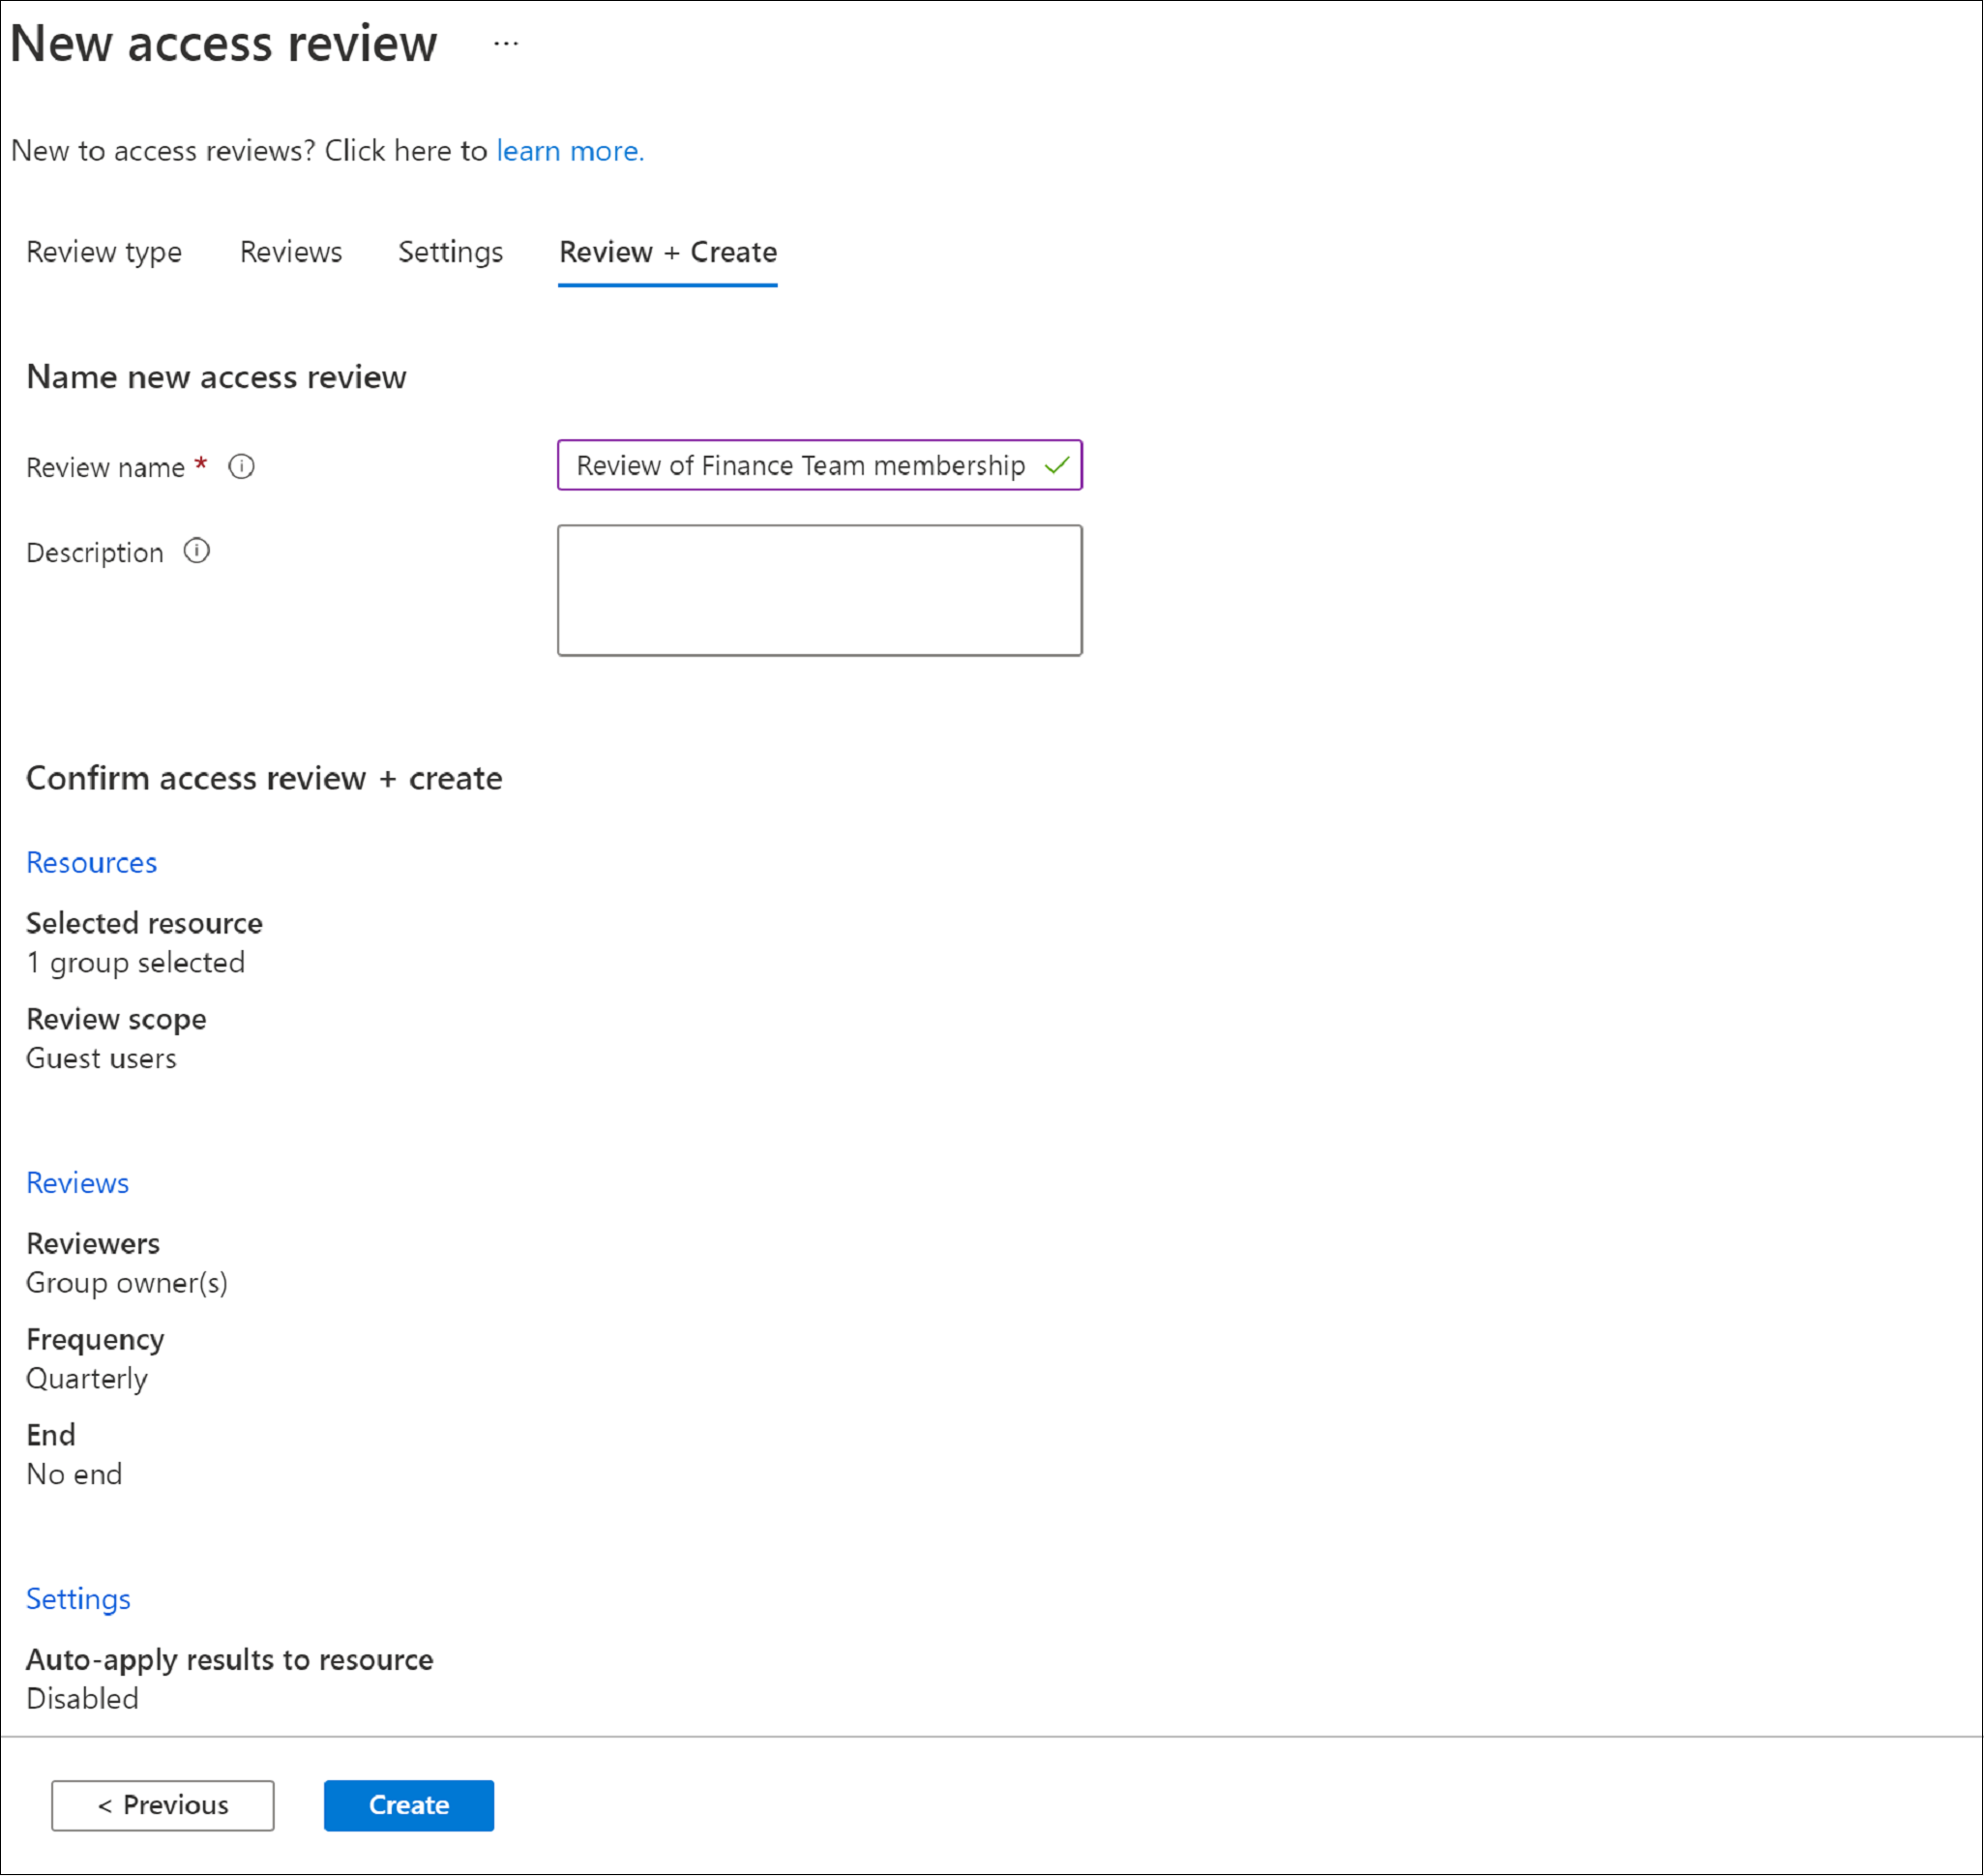 New access review ...
New to access reviews? Click here to learn more.
Review type Reviews Settings Review + Create
Name new access review
Review name * Review of Finance Team membership
Description
Confirm access review + create
Resources
Selected resource
1 group selected
Review scope
Guest users
Reviews
Reviewers
Group owner(s)
Frequency
Quarterly
End
No end
Settings
Auto-apply results to resource
Disabled
< Previous Create